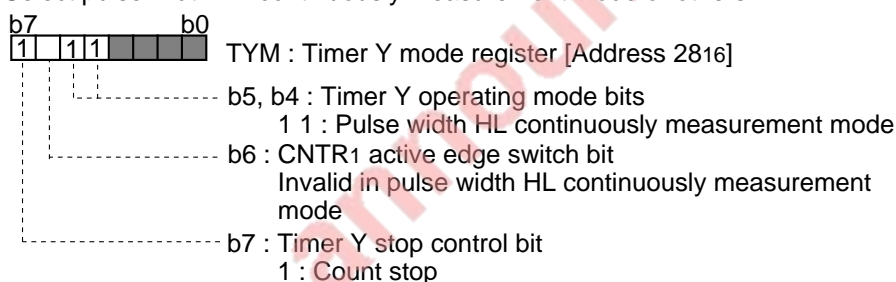 b7 b0
1 1 1 TYM : Timer Y mode register [Address 2816]
b5, b4 : Timer Y operating mode bits
1 1 : Pulse width HL continuously measurement mode
b6 : CNTR1 active edge switch bit
Invalid in pulse width HL continuously measurement
mode
b7 : Timer Y stop control bit
1 : Count stop